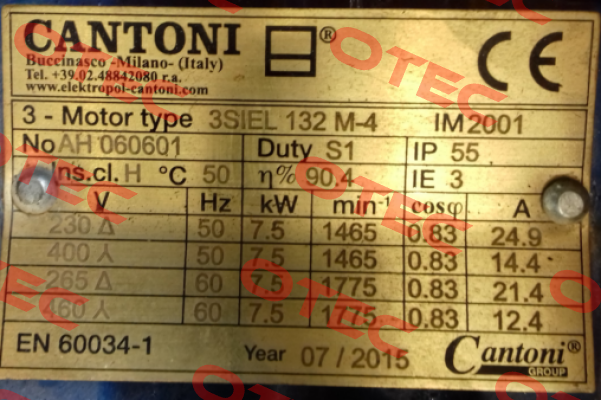 CANTONI ®
Buccinasco -Milano- (Italy)
Tel. +39.02.48842080 r.a.
www.elektropol-cantoni.com
CE
3 - Motor type 3SIEL 132 M-4 IM 2001
No AH 060601 Duty S1 IP 55
Ins.cl. H °C 50 η% 90.4 IE 3
V Hz kW min-1 cosφ A
230 Δ 50 7.5 1465 0.83 24.9
400 ⅄ 50 7.5 1465 0.83 14.4
265 Δ 60 7.5 1775 0.83 21.4
460 ⅄ 60 7.5 1775 0.83 12.4
EN 60034-1 Year 07 / 2015 Cantoni®
GROUP
OTEC